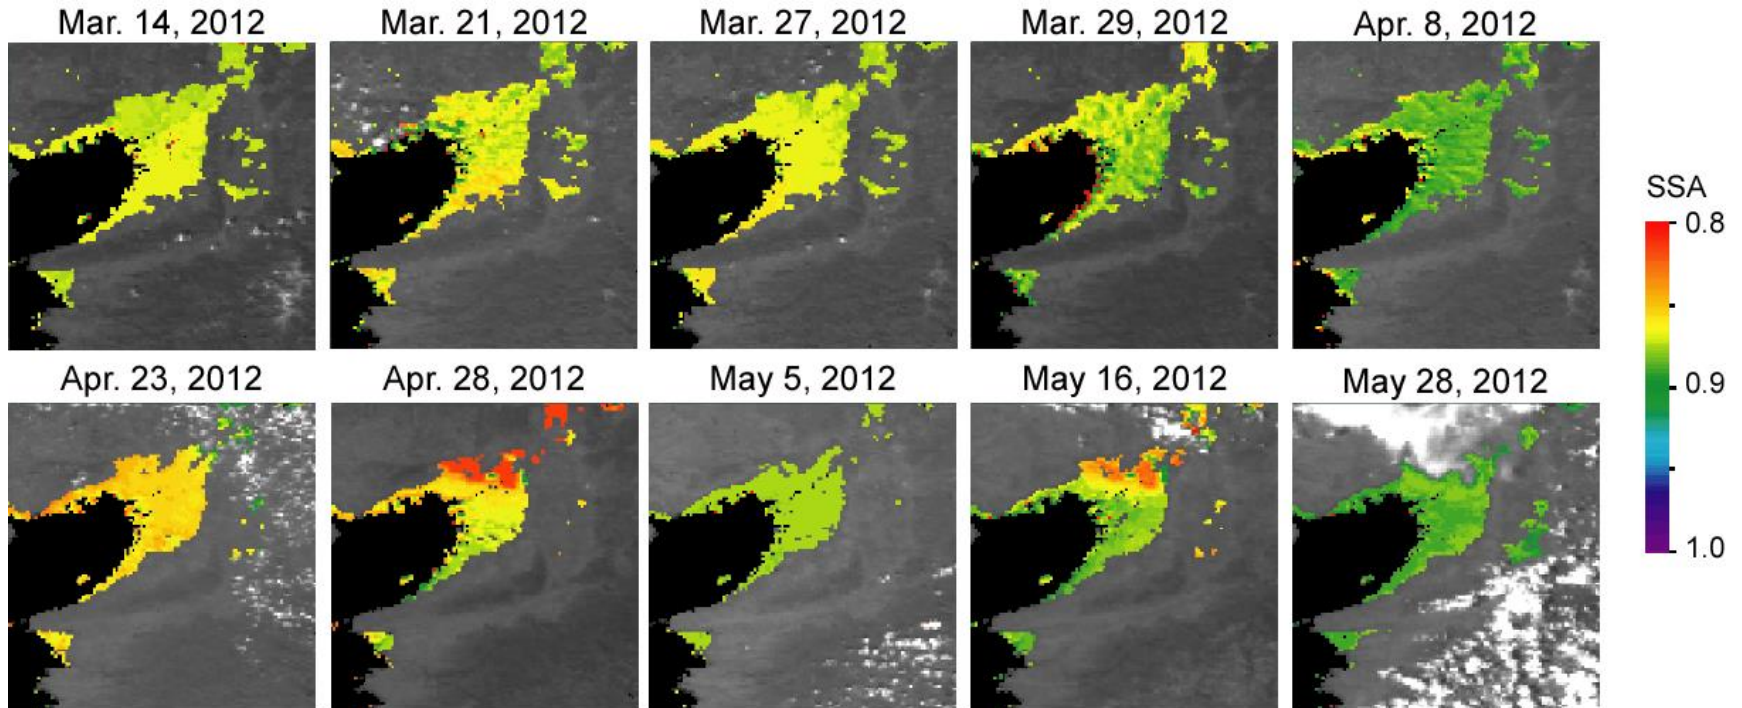 Mar. 14, 2012
Mar. 21, 2012
Mar. 27, 2012
Mar. 29, 2012
Apr. 8, 2012
SSA
0.8
0.9
1.0
Apr. 23, 2012
Apr. 28, 2012
May 5, 2012
May 16, 2012
May 28, 2012